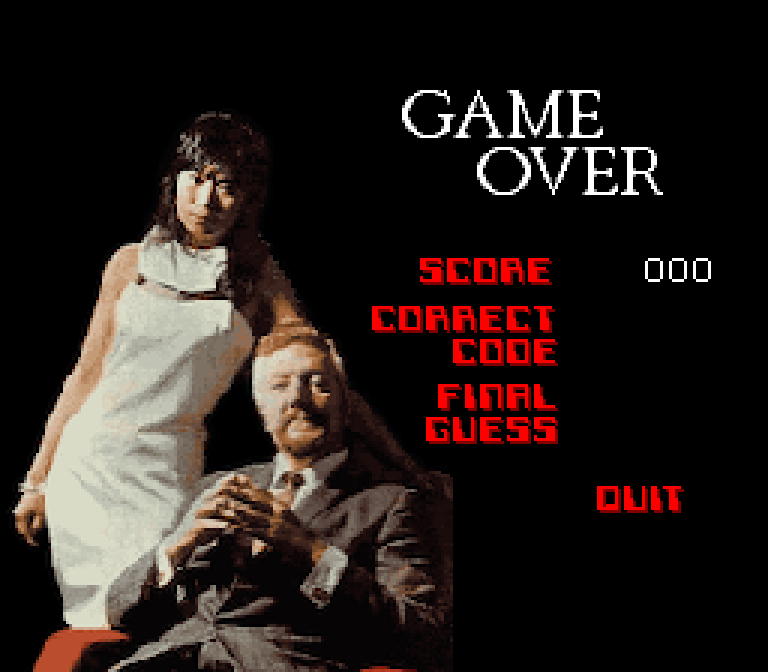 GAME
OVER
SCORE 000
CORRECT
CODE
FINAL
GUESS
QUIT